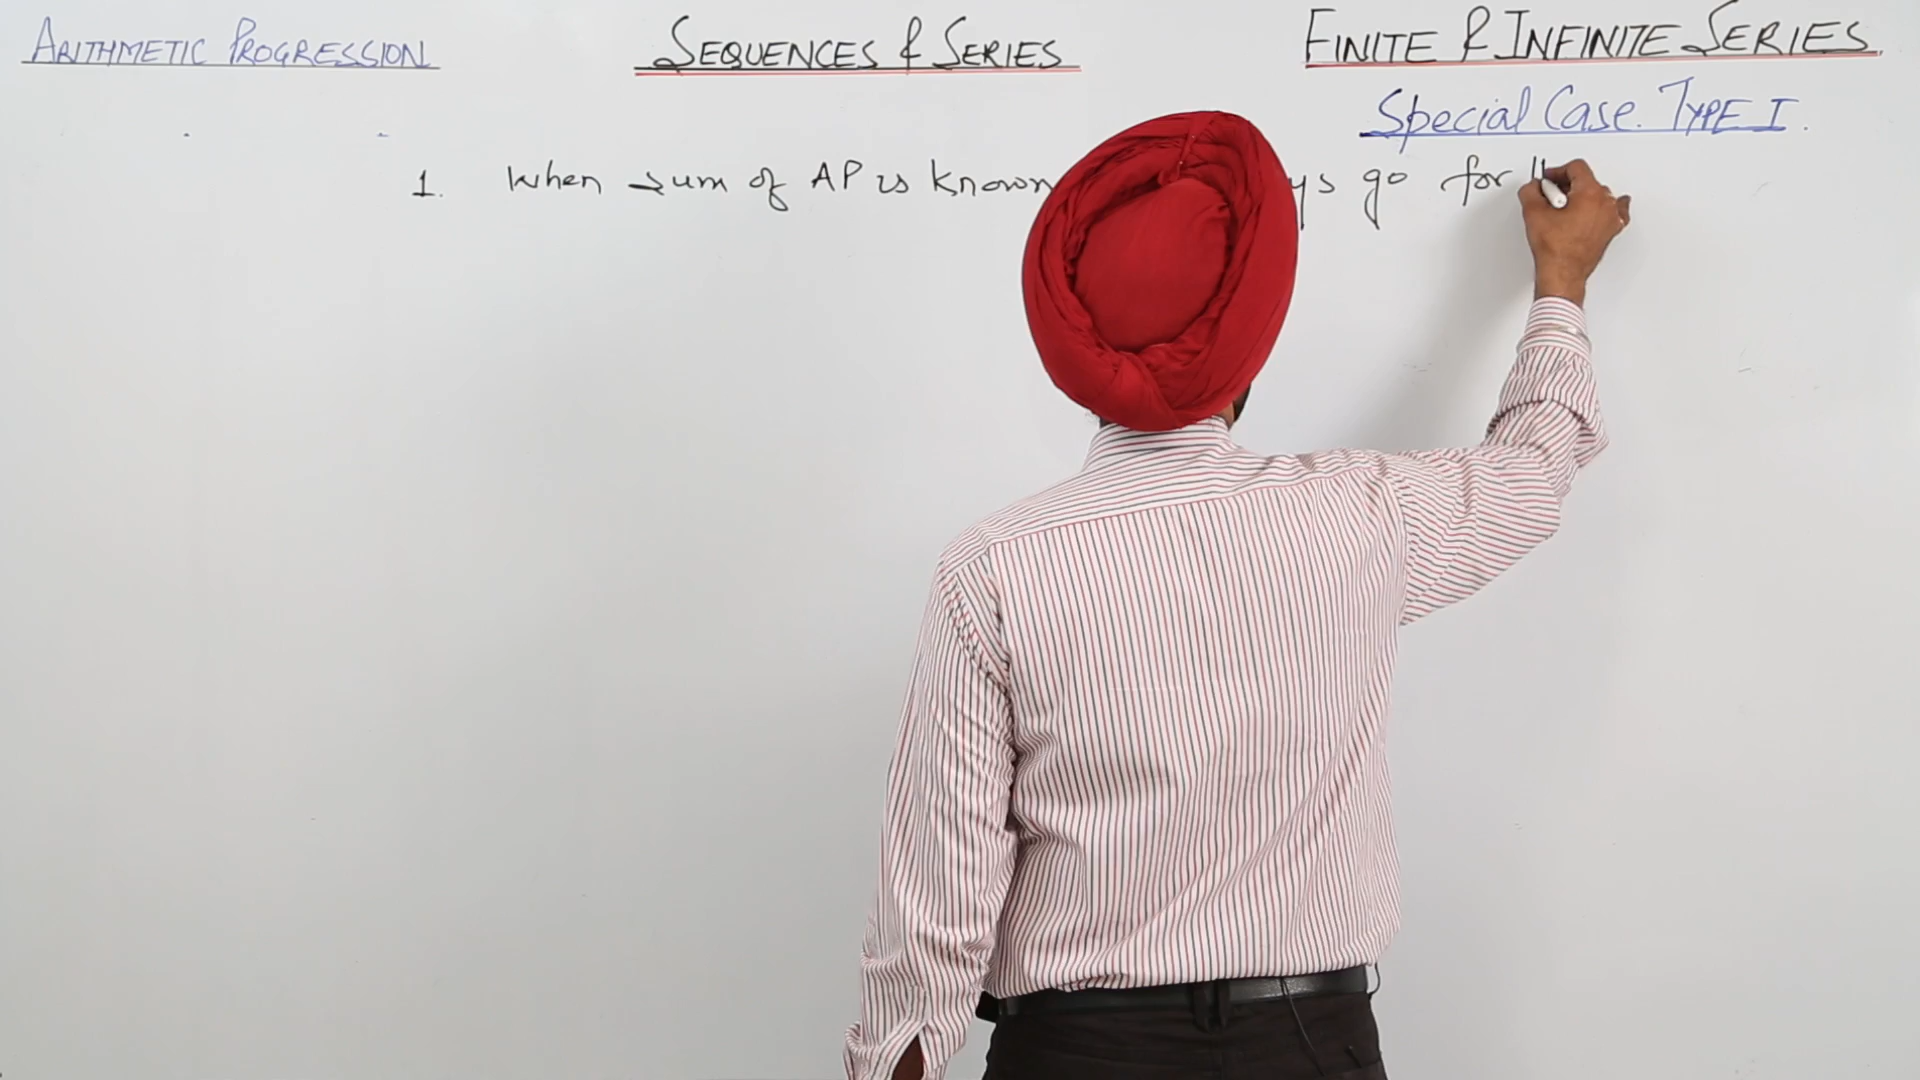 ARITHMETIC PROGRESSION
SEQUENCES & SERIES
FINITE & INFINITE SERIES
Special Case. TYPE I.
1. When sum of AP is known go for